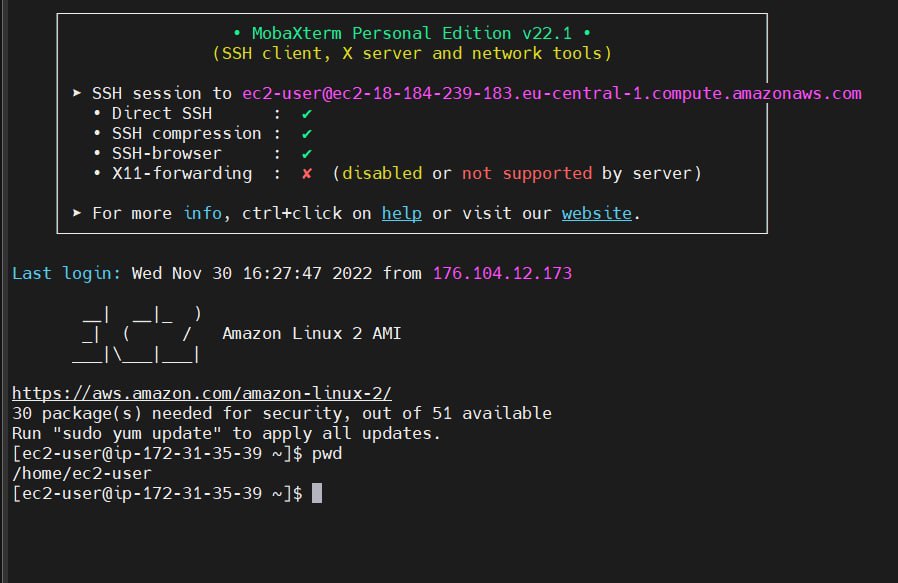 • MobaXterm Personal Edition v22.1 •
(SSH client, X server and network tools)
➤ SSH session to ec2-user@ec2-18-184-239-183.eu-central-1.compute.amazonaws.com
• Direct SSH      :  ✔
• SSH compression :  ✔
• SSH-browser     :  ✔
• X11-forwarding  :  ✘  (disabled or not supported by server)
➤ For more info, ctrl+click on help or visit our website.
Last login: Wed Nov 30 16:27:47 2022 from 176.104.12.173
       __|  __|_  )
       _|  (     /   Amazon Linux 2 AMI
      ___|\___|___|
https://aws.amazon.com/amazon-linux-2/
30 package(s) needed for security, out of 51 available
Run "sudo yum update" to apply all updates.
[ec2-user@ip-172-31-35-39 ~]$ pwd
/home/ec2-user
[ec2-user@ip-172-31-35-39 ~]$